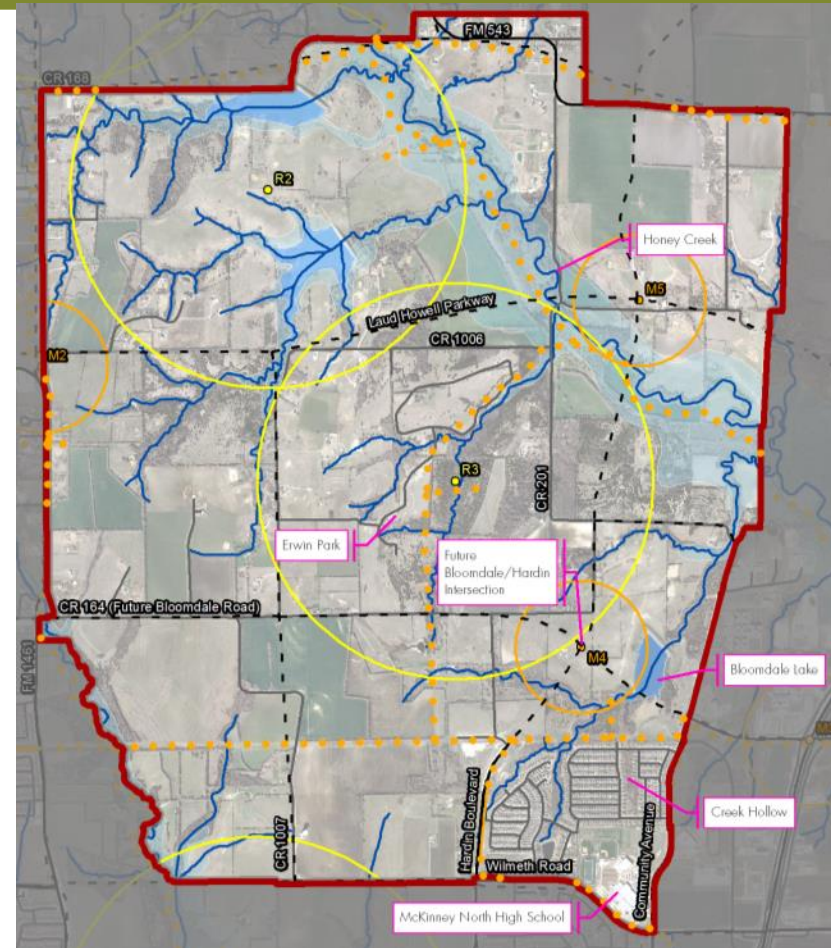 FM 543
CR 168
R2
Honey Creek
M5
Laud Howell Parkway
M2
CR 1006
R3
CR 201
Erwin Park
Future
Bloomdale/Hardin
Intersection
CR 164 (Future Bloomdale Road)
FM 1461
M4
Bloomdale Lake
Creek Hollow
Hardin Boulevard
CR 1007
Community Avenue
Wilmeth Road
McKinney North High School